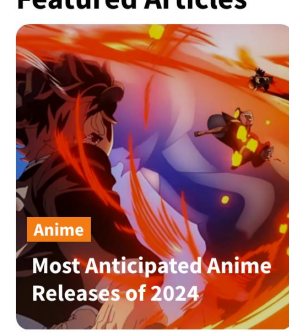 Featured Articles
Anime
Most Anticipated Anime
Releases of 2024